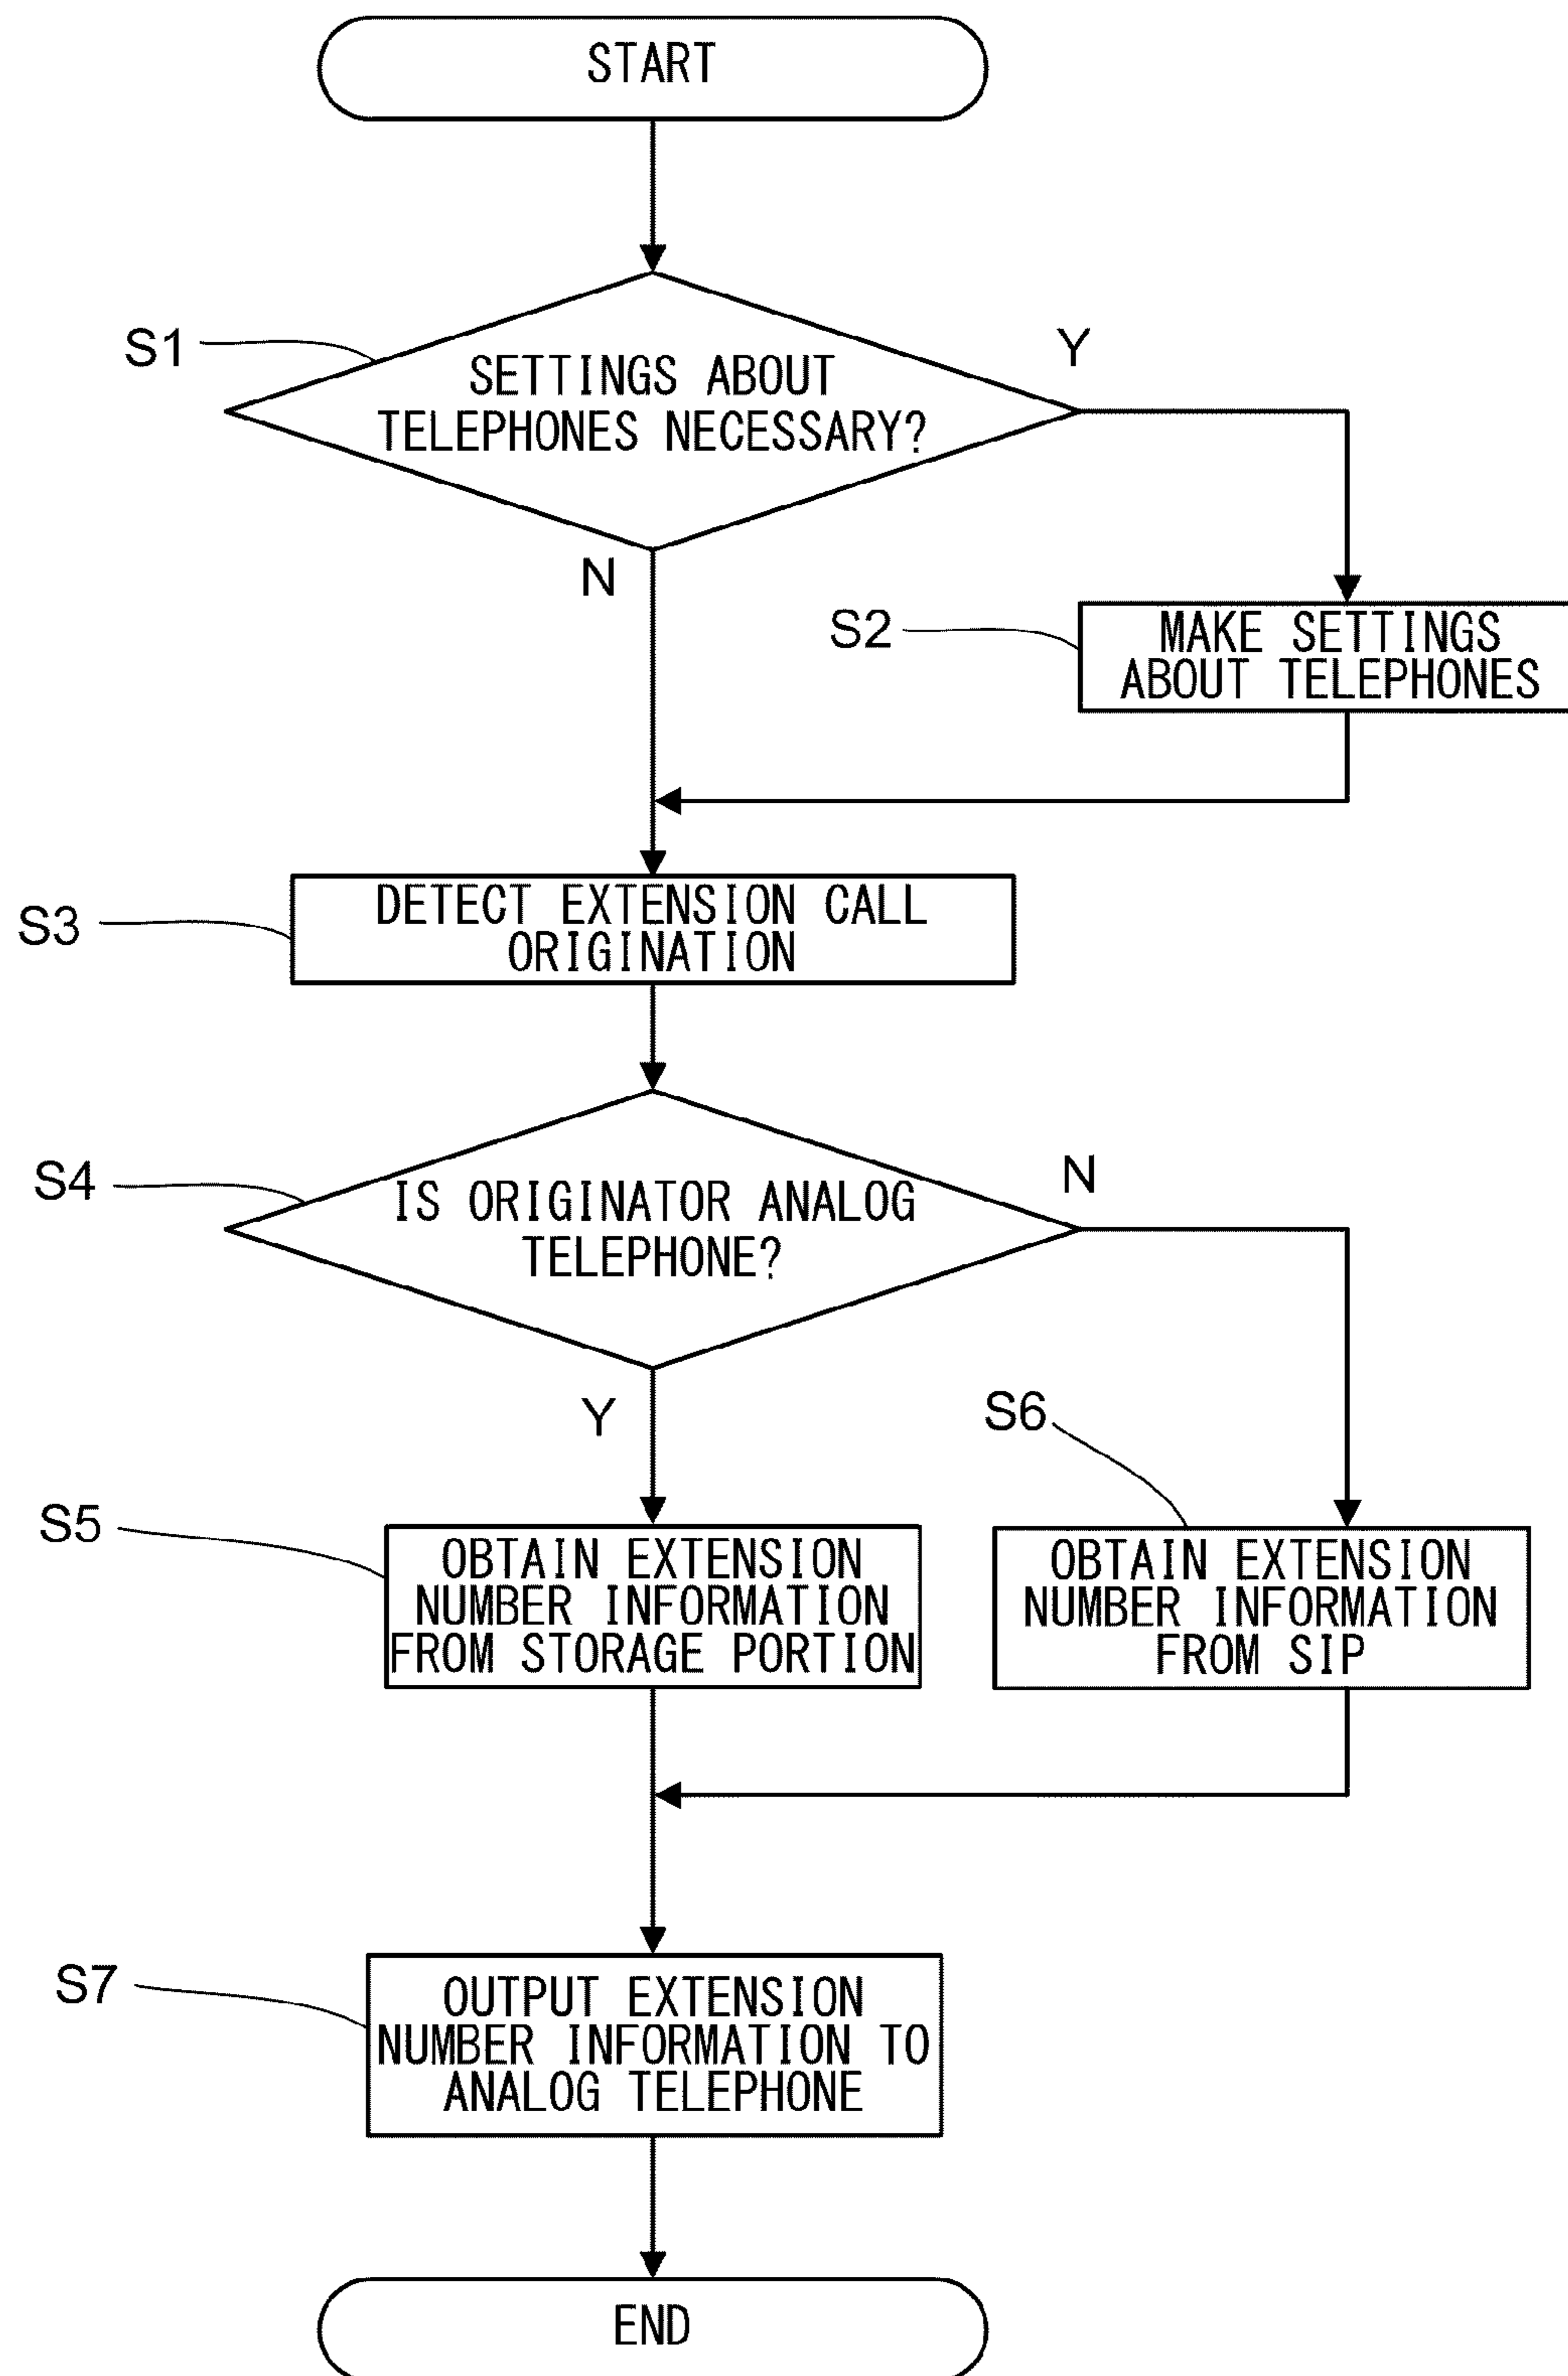 START
S1
SETTINGS ABOUT
TELEPHONES NECESSARY?
Y
N
S2
MAKE SETTINGS
ABOUT TELEPHONES
S3
DETECT EXTENSION CALL
ORIGINATION
S4
IS ORIGINATOR ANALOG
TELEPHONE?
N
Y
S5
OBTAIN EXTENSION
NUMBER INFORMATION
FROM STORAGE PORTION
S6
OBTAIN EXTENSION
NUMBER INFORMATION
FROM SIP
S7
OUTPUT EXTENSION
NUMBER INFORMATION TO
ANALOG TELEPHONE
END